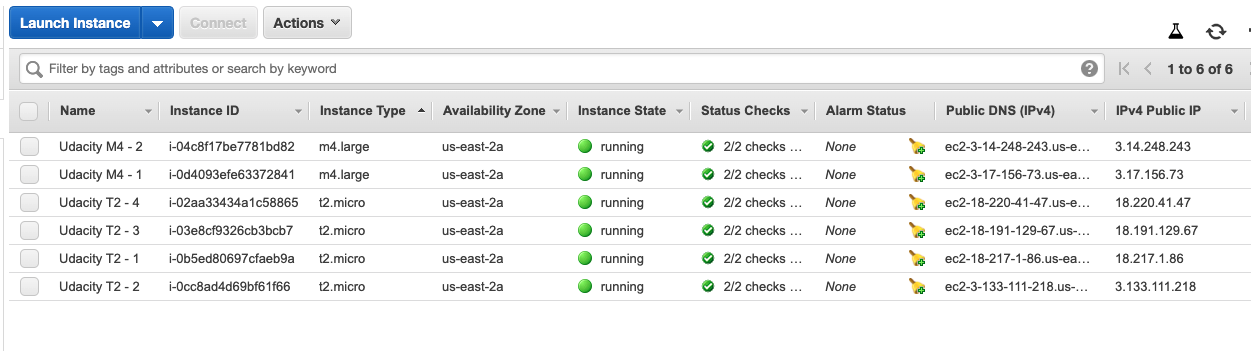 Launch Instance Connect Actions
Filter by tags and attributes or search by keyword ? 1 to 6 of 6
Name Instance ID Instance Type Availability Zone Instance State Status Checks Alarm Status Public DNS (IPv4) IPv4 Public IP
Udacity M4 - 2 i-04c8f17be7781bd82 m4.large us-east-2a running 2/2 checks ... None ec2-3-14-248-243.us-e... 3.14.248.243
Udacity M4 - 1 i-0d4093efe63372841 m4.large us-east-2a running 2/2 checks ... None ec2-3-17-156-73.us-ea... 3.17.156.73
Udacity T2 - 4 i-02aa33434a1c58865 t2.micro us-east-2a running 2/2 checks ... None ec2-18-220-41-47.us-e... 18.220.41.47
Udacity T2 - 3 i-03e8cf9326cb3bcb7 t2.micro us-east-2a running 2/2 checks ... None ec2-18-191-129-67.us-... 18.191.129.67
Udacity T2 - 1 i-0b5ed80697cfaeb9a t2.micro us-east-2a running 2/2 checks ... None ec2-18-217-1-86.us-ea... 18.217.1.86
Udacity T2 - 2 i-0cc8ad4d69bf61f66 t2.micro us-east-2a running 2/2 checks ... None ec2-3-133-111-218.us-... 3.133.111.218